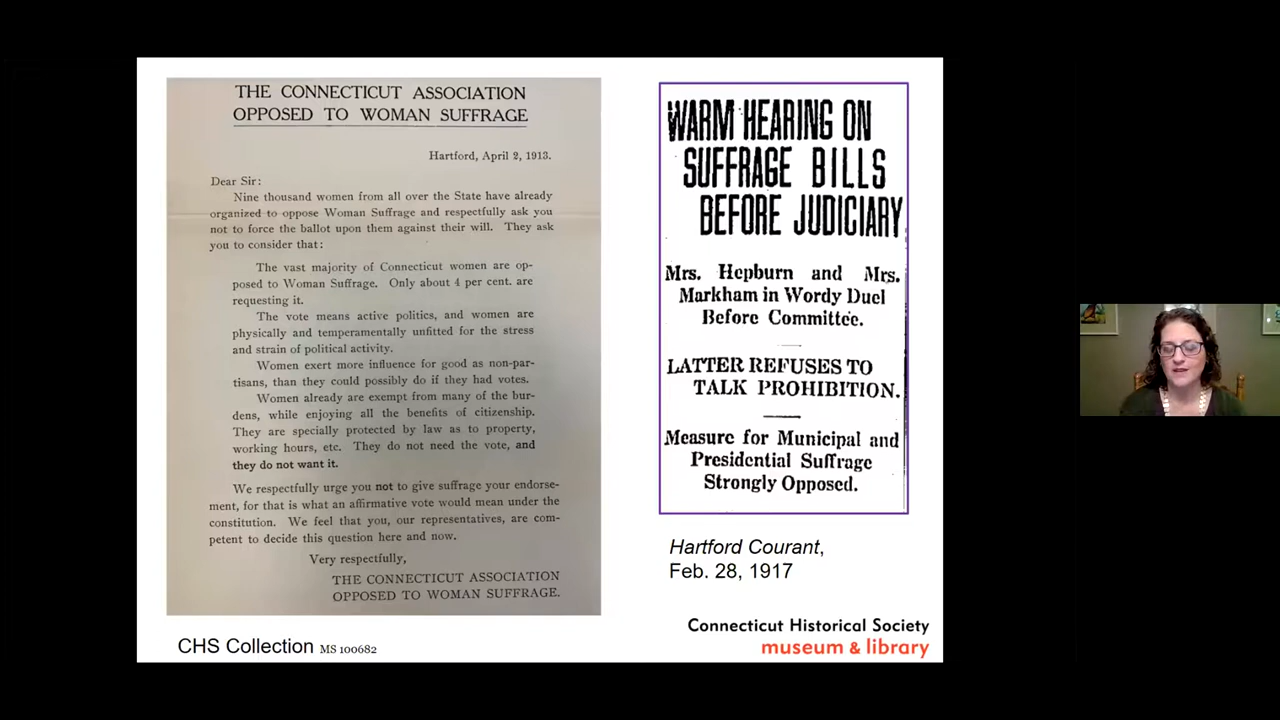 THE CONNECTICUT ASSOCIATION
OPPOSED TO WOMAN SUFFRAGE
Hartford, April 2, 1913.
Dear Sir:
Nine thousand women from all over the State have already
organized to oppose Woman Suffrage and respectfully ask you
not to force the ballot upon them against their will. They ask
you to consider that:
The vast majority of Connecticut women are op-
posed to Woman Suffrage. Only about 4 per cent. are
requesting it.
The vote means active politics, and women are
physically and temperamentally unfitted for the stress
and strain of political activity.
Women exert more influence for good as non-par-
tisans, than they could possibly do if they had votes.
Women already are exempt from many of the bur-
dens, while enjoying all the benefits of citizenship.
They are specially protected by law as to property,
working hours, etc. They do not need the vote, and
they do not want it.
We respectfully urge you not to give suffrage your endorse-
ment, for that is what an affirmative vote would mean under the
constitution. We feel that you, our representatives, are com-
petent to decide this question here and now.
Very respectfully,
THE CONNECTICUT ASSOCIATION
OPPOSED TO WOMAN SUFFRAGE.
CHS Collection MS 100682
WARM HEARING ON
SUFFRAGE BILLS
BEFORE JUDICIARY
Mrs. Hepburn and Mrs.
Markham in Wordy Duel
Before Committee.
LATTER REFUSES TO
TALK PROHIBITION.
Measure for Municipal and
Presidential Suffrage
Strongly Opposed.
Hartford Courant,
Feb. 28, 1917
Connecticut Historical Society
museum & library